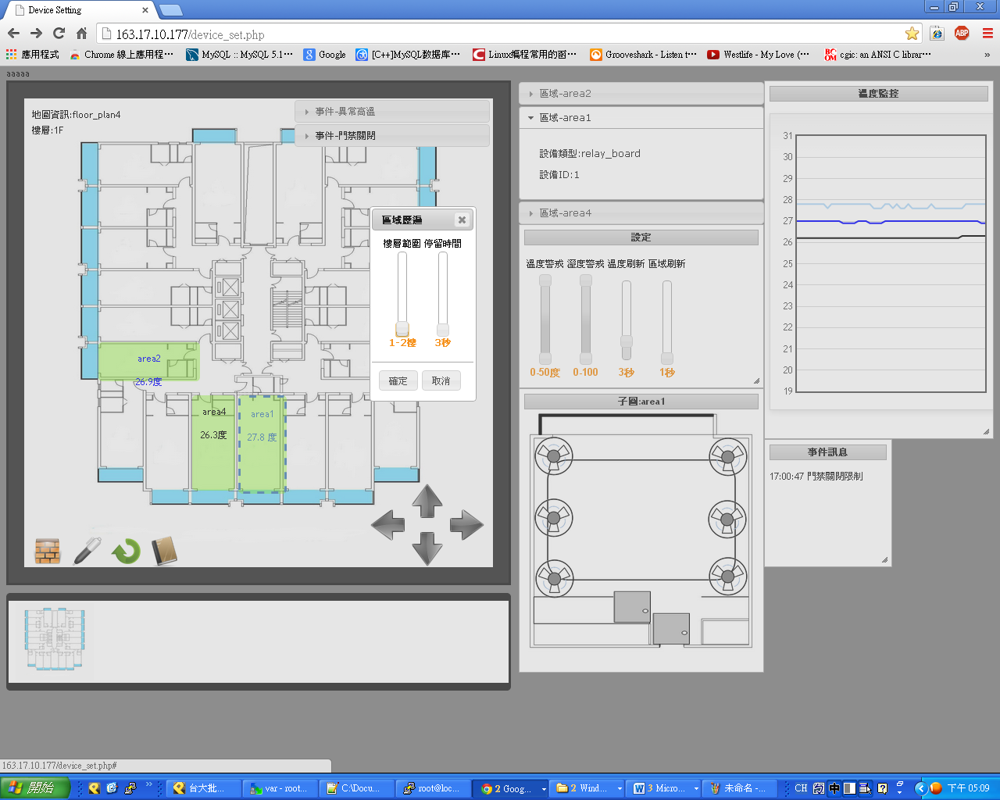 Device Setting
163.17.10.177/device_set.php
ABP
應用程式
Chrome 線上應用程…
MySQL :: MySQL 5.1…
Google
[C++]MySQL数据库…
Linux编程常用的函…
Grooveshark - Listen t…
Westlife - My Love (…
cgic: an ANSI C librar…
»
aaaaa
地圖資訊:floor_plan4
樓層:1F
事件-異常高溫
事件-門禁關閉
區域歷遍
樓層範圍 停留時間
1-2樓
3秒
確定
取消
area2
26.9度
area4
26.3度
area1
27.8 度
區域-area2
區域-area1
設備類型:relay_board
設備ID:1
區域-area4
設定
溫度警戒 溼度警戒 溫度刷新 區域刷新
0-50度
0-100
3秒
1秒
子圖:area1
溫度監控
31
30
29
28
27
26
25
24
23
22
21
20
19
事件訊息
17:00:47 門禁關閉限制
163.17.10.177/device_set.php#
開始
台大批...
var - root...
C:\Docu...
root@loc...
2 Goog...
2 Wind...
3 Micro...
未命名 -...
CH
中
下午 05:09